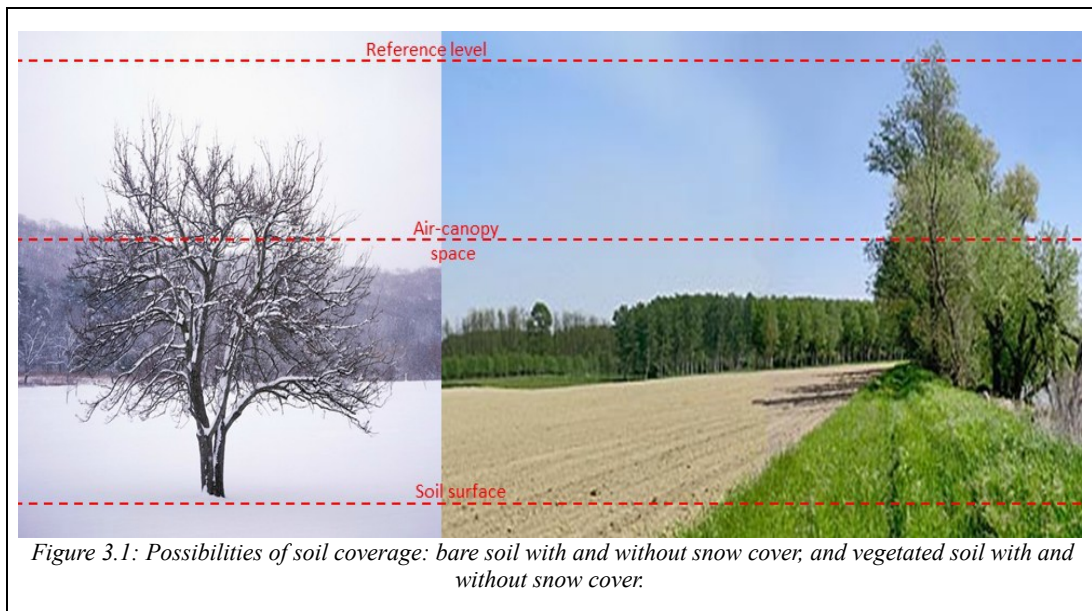 Reference level
Air-canopy
space
Soil surface
Figure 3.1: Possibilities of soil coverage: bare soil with and without snow cover, and vegetated soil with and
without snow cover.